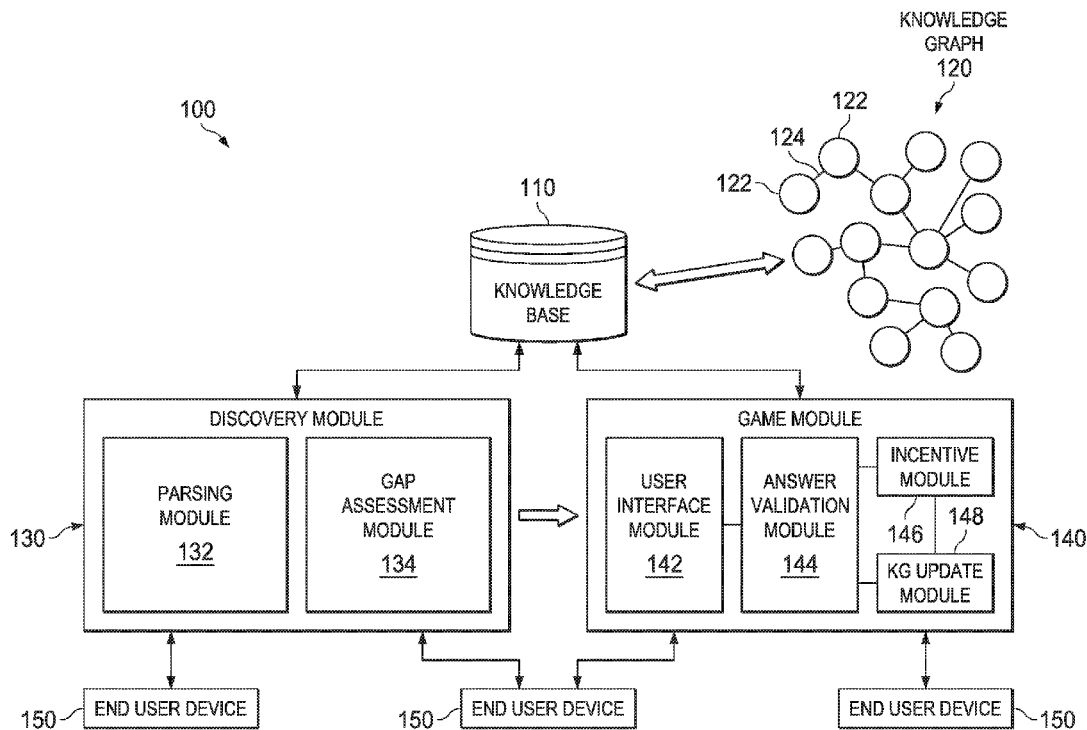 KNOWLEDGE
GRAPH
120
100
122
124
122
110
KNOWLEDGE
BASE
DISCOVERY MODULE
PARSING
MODULE
132
GAP
ASSESSMENT
MODULE
134
130
GAME MODULE
USER
INTERFACE
MODULE
142
ANSWER
VALIDATION
MODULE
144
INCENTIVE
MODULE
146
148
KG UPDATE
MODULE
140
150
END USER DEVICE
150
END USER DEVICE
END USER DEVICE
150